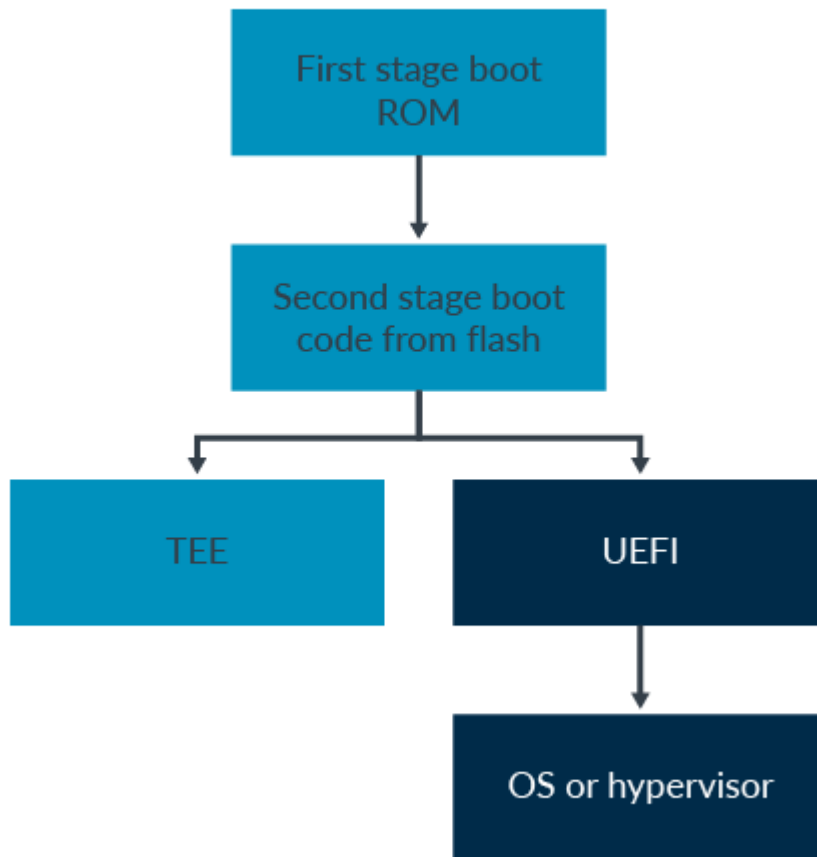 First stage boot
ROM
Second stage boot
code from flash
TEE
UEFI
OS or hypervisor